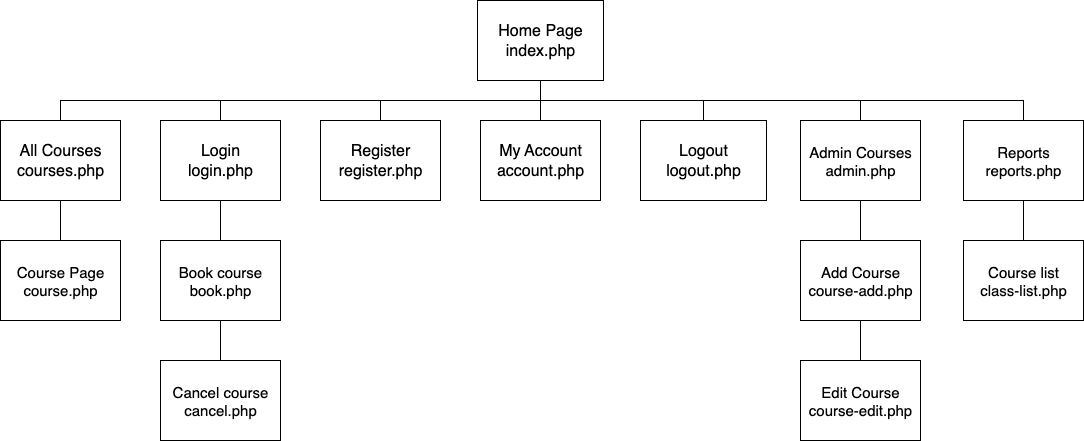 Home Page
index.php
All Courses
courses.php
Login
login.php
Register
register.php
My Account
account.php
Logout
logout.php
Admin Courses
admin.php
Reports
reports.php
Course Page
course.php
Book course
book.php
Add Course
course-add.php
Course list
class-list.php
Cancel course
cancel.php
Edit Course
course-edit.php